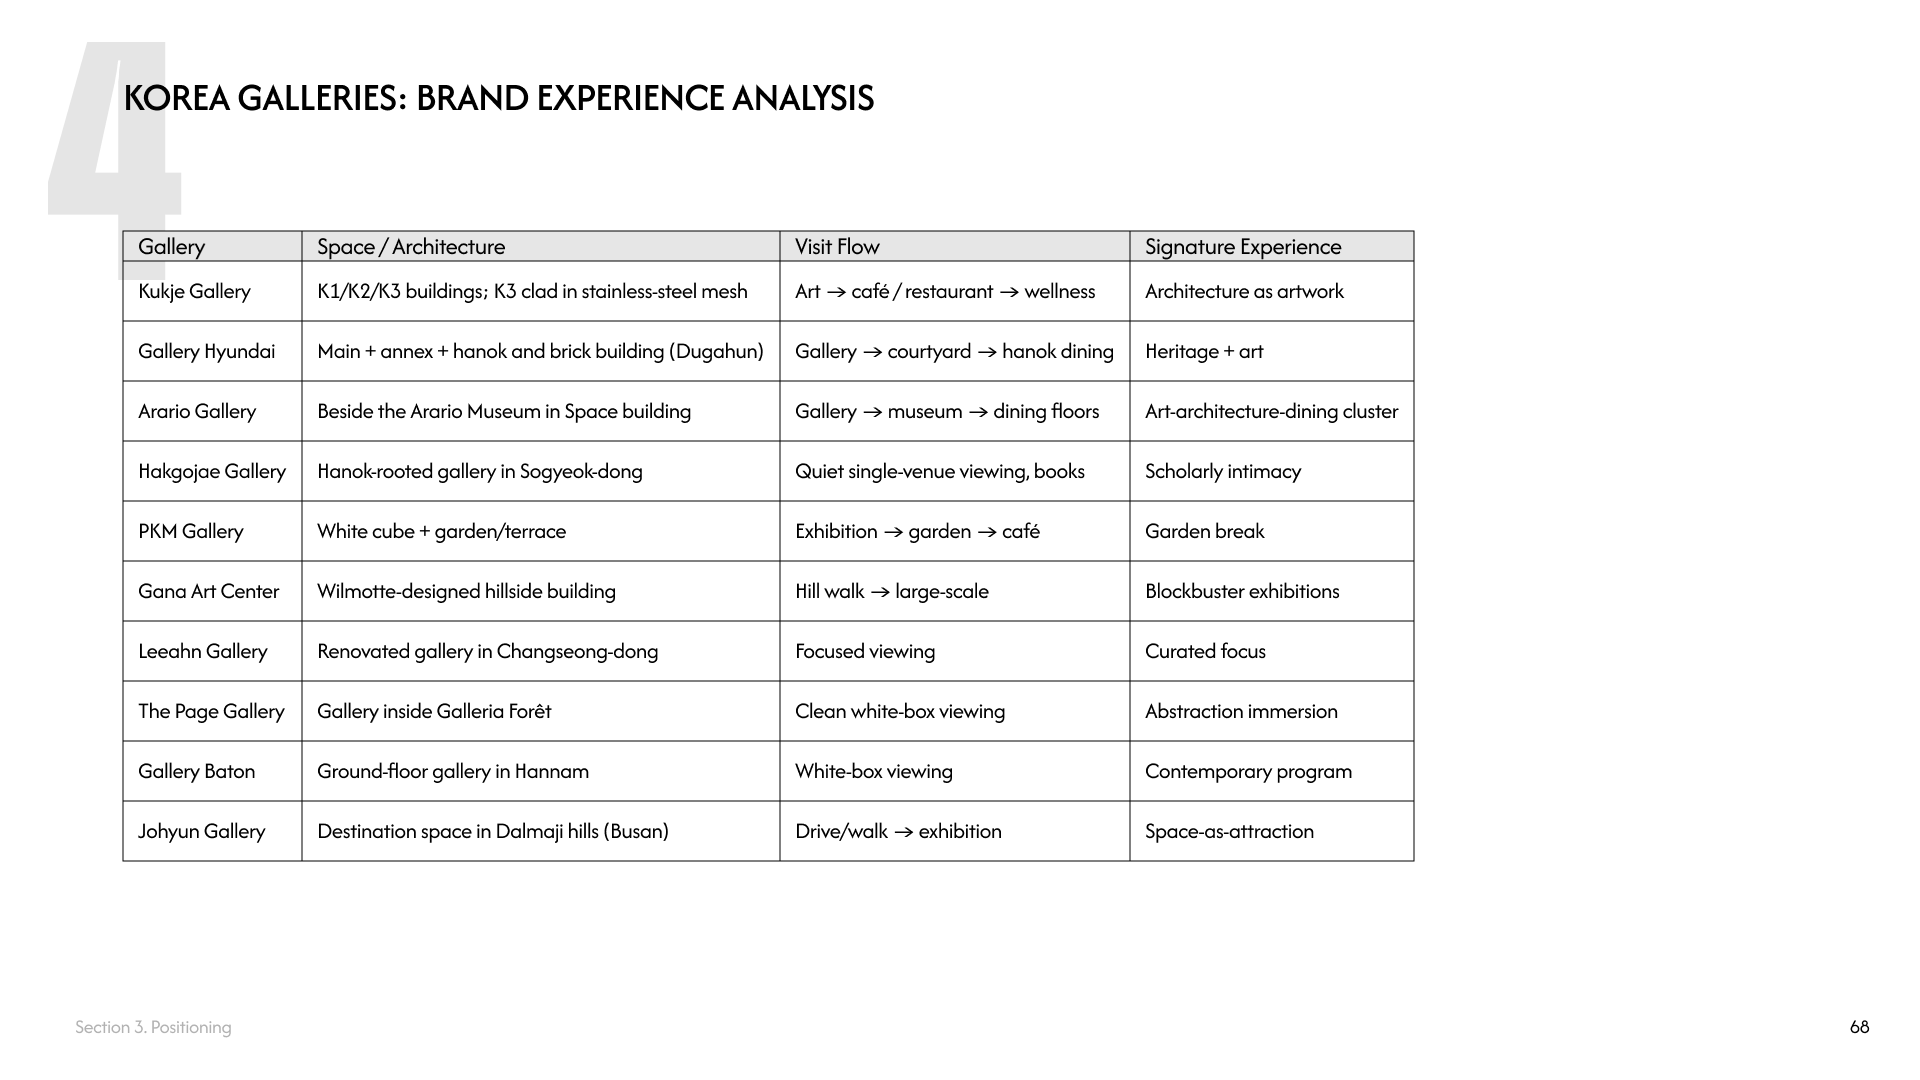 4
KOREA GALLERIES: BRAND EXPERIENCE ANALYSIS
Gallery Space / Architecture Visit Flow Signature Experience
Kukje Gallery K1/K2/K3 buildings; K3 clad in stainless-steel mesh Art → café / restaurant → wellness Architecture as artwork
Gallery Hyundai Main + annex + hanok and brick building (Dugahun) Gallery → courtyard → hanok dining Heritage + art
Arario Gallery Beside the Arario Museum in Space building Gallery → museum → dining floors Art-architecture-dining cluster
Hakgojae Gallery Hanok-rooted gallery in Sogyeok-dong Quiet single-venue viewing, books Scholarly intimacy
PKM Gallery White cube + garden/terrace Exhibition → garden → café Garden break
Gana Art Center Wilmotte-designed hillside building Hill walk → large-scale Blockbuster exhibitions
Leeahn Gallery Renovated gallery in Changseong-dong Focused viewing Curated focus
The Page Gallery Gallery inside Galleria Forêt Clean white-box viewing Abstraction immersion
Gallery Baton Ground-floor gallery in Hannam White-box viewing Contemporary program
Johyun Gallery Destination space in Dalmaji hills (Busan) Drive/walk → exhibition Space-as-attraction
Section 3. Positioning 68